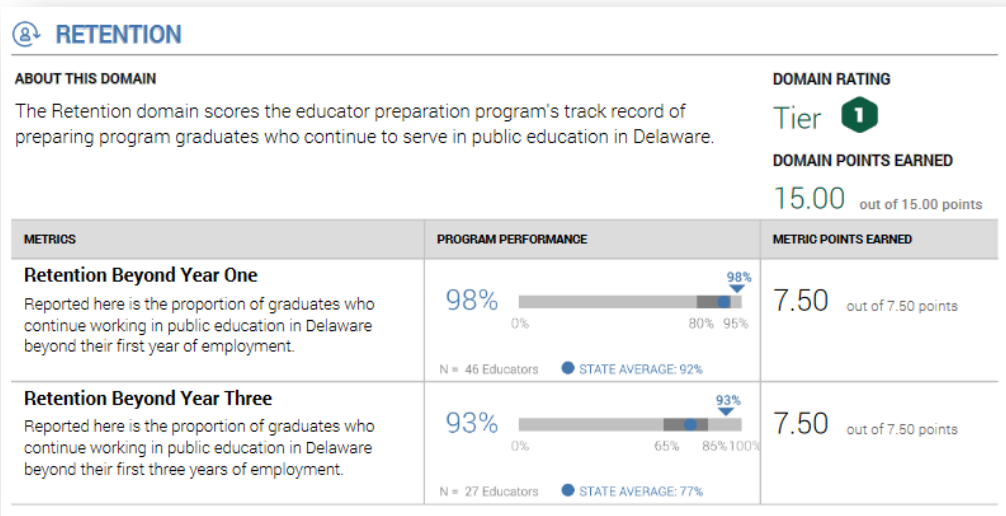 RETENTION
ABOUT THIS DOMAIN
The Retention domain scores the educator preparation program's track record of
preparing program graduates who continue to serve in public education in Delaware.
DOMAIN RATING
Tier 1
DOMAIN POINTS EARNED
15.00 out of 15.00 points
METRICS PROGRAM PERFORMANCE METRIC POINTS EARNED
Retention Beyond Year One
Reported here is the proportion of graduates who
continue working in public education in Delaware
beyond their first year of employment.
98%
98%
0% 80% 95%
N = 46 Educators STATE AVERAGE: 92%
7.50 out of 7.50 points
Retention Beyond Year Three
Reported here is the proportion of graduates who
continue working in public education in Delaware
beyond their first three years of employment.
93%
93%
0% 65% 85% 100%
N = 27 Educators STATE AVERAGE: 77%
7.50 out of 7.50 points